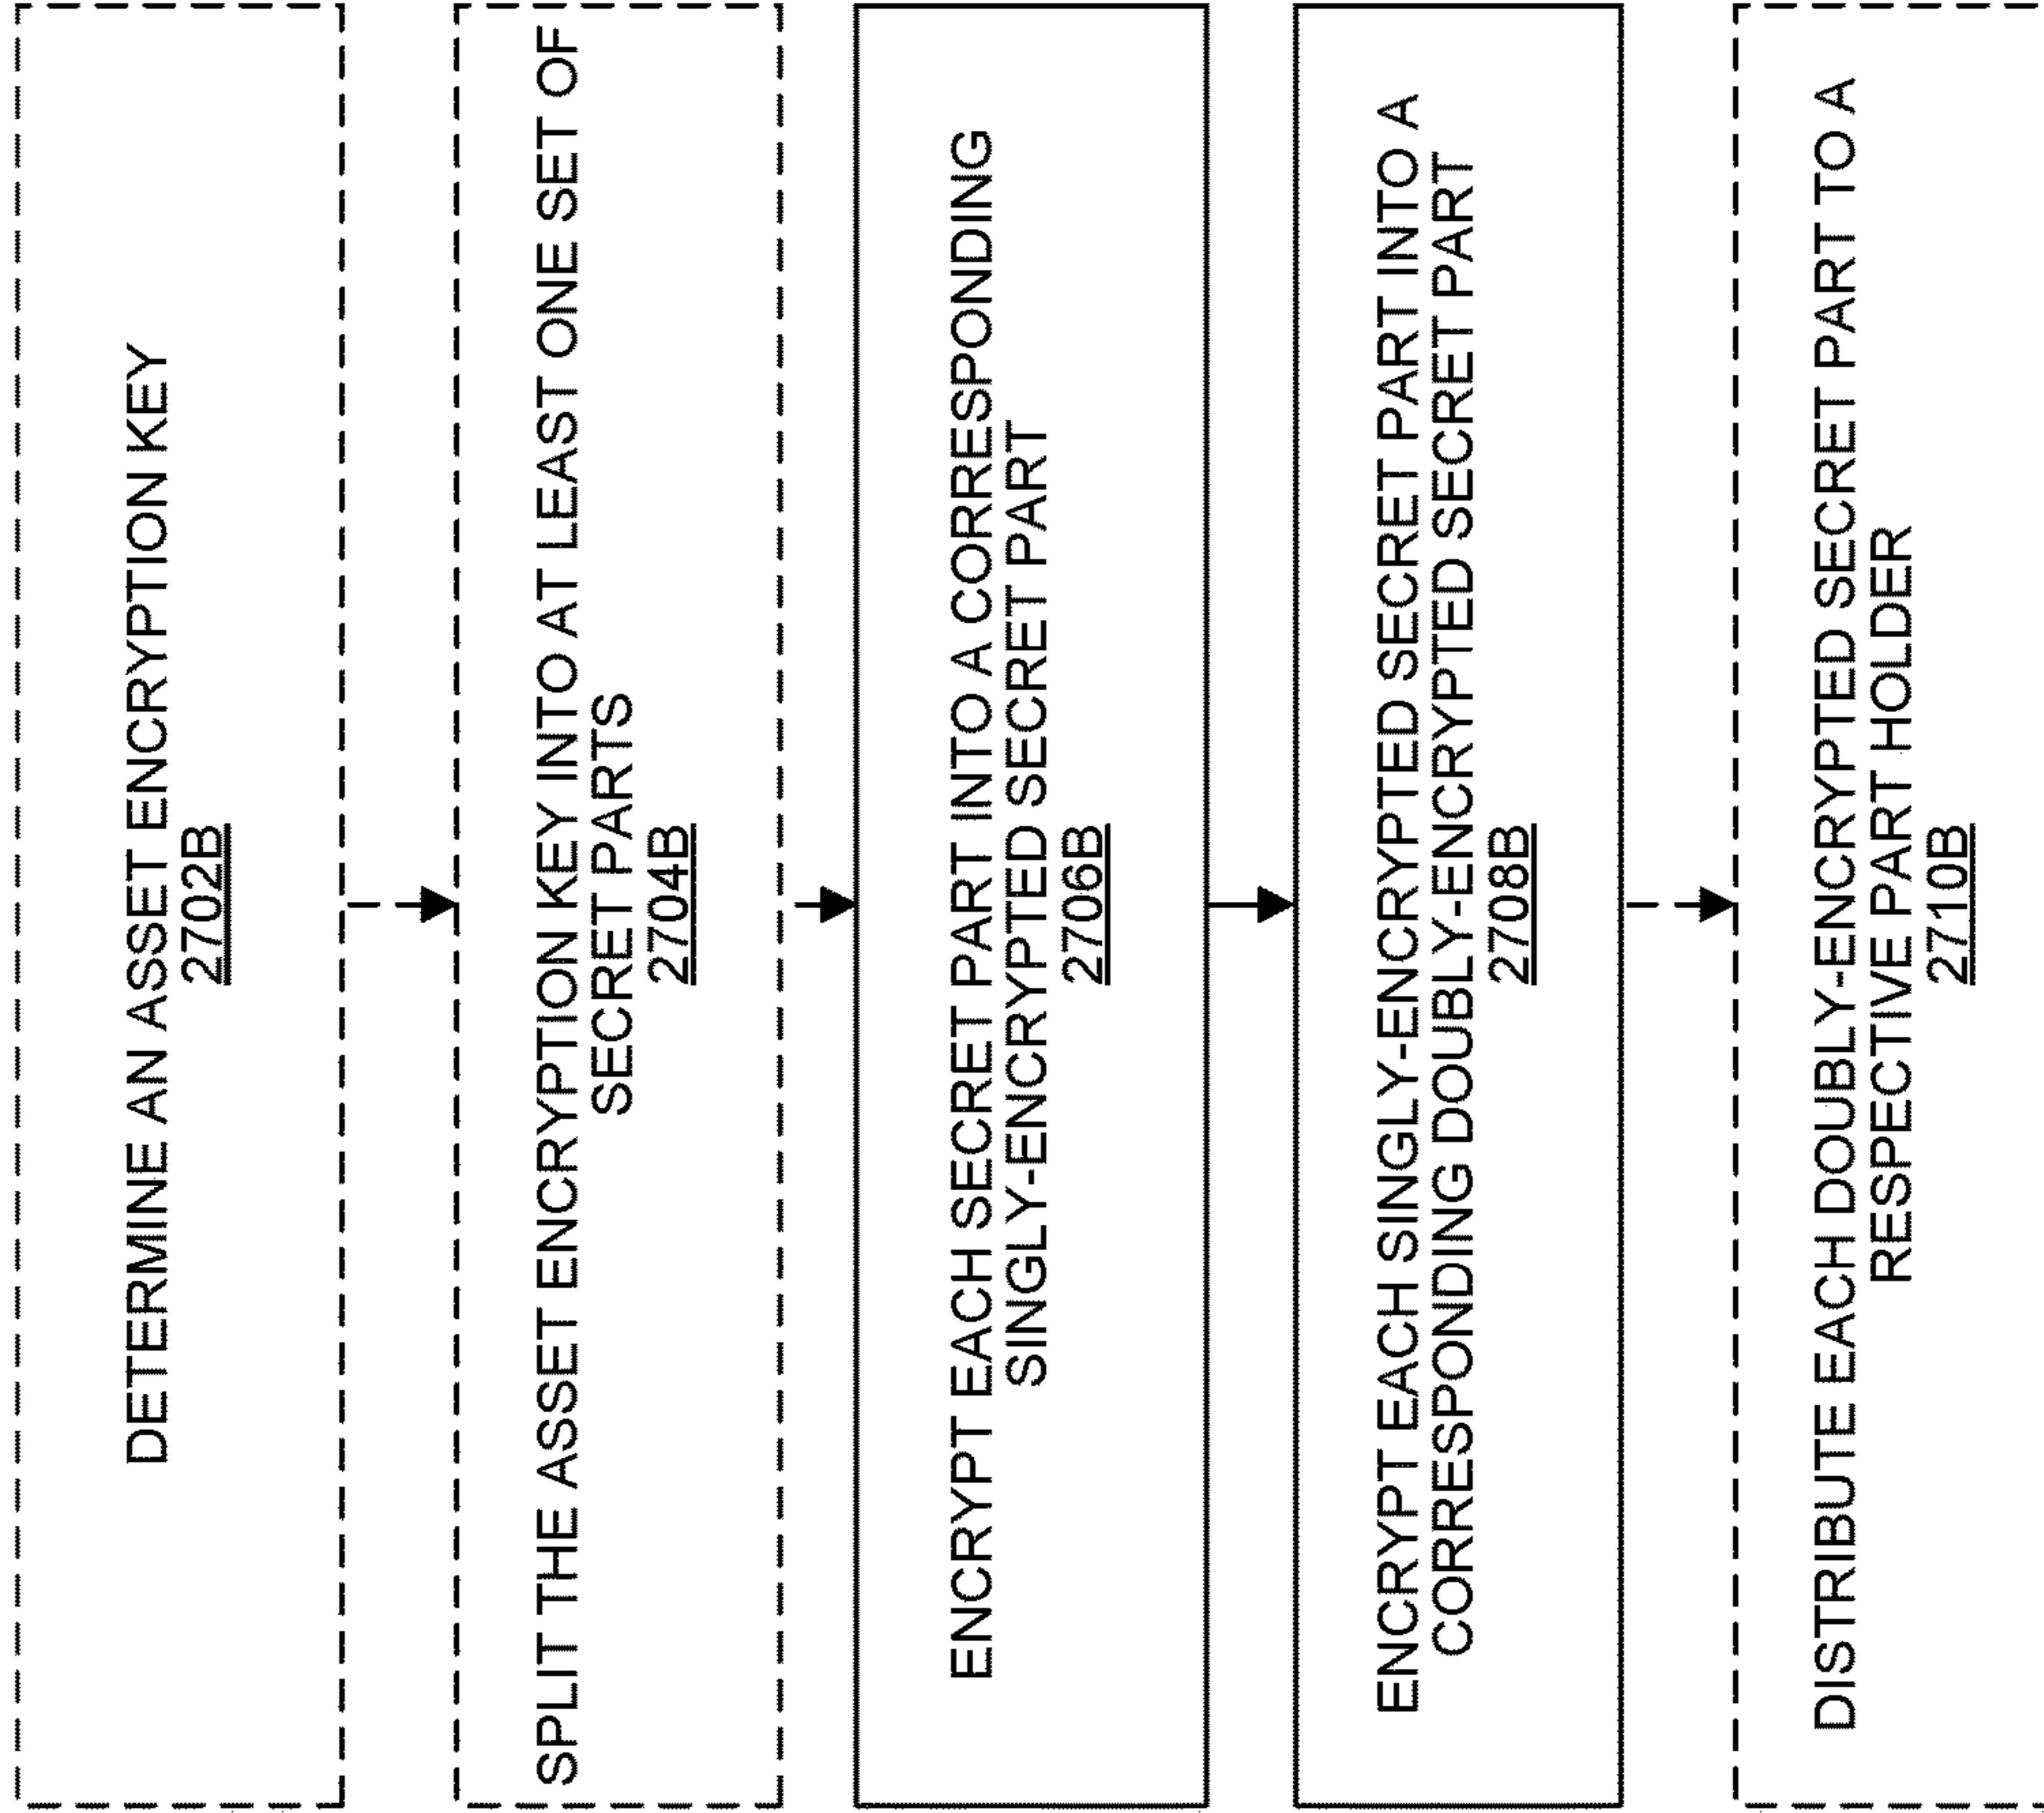 DETERMINE AN ASSET ENCRYPTION KEY
2702B
SPLIT THE ASSET ENCRYPTION KEY INTO AT LEAST ONE SET OF
SECRET PARTS
2704B
ENCRYPT EACH SECRET PART INTO A CORRESPONDING
SINGLY-ENCRYPTED SECRET PART
2706B
ENCRYPT EACH SINGLY-ENCRYPTED SECRET PART INTO A
CORRESPONDING DOUBLY-ENCRYPTED SECRET PART
2708B
DISTRIBUTE EACH DOUBLY-ENCRYPTED SECRET PART TO A
RESPECTIVE PART HOLDER
2710B